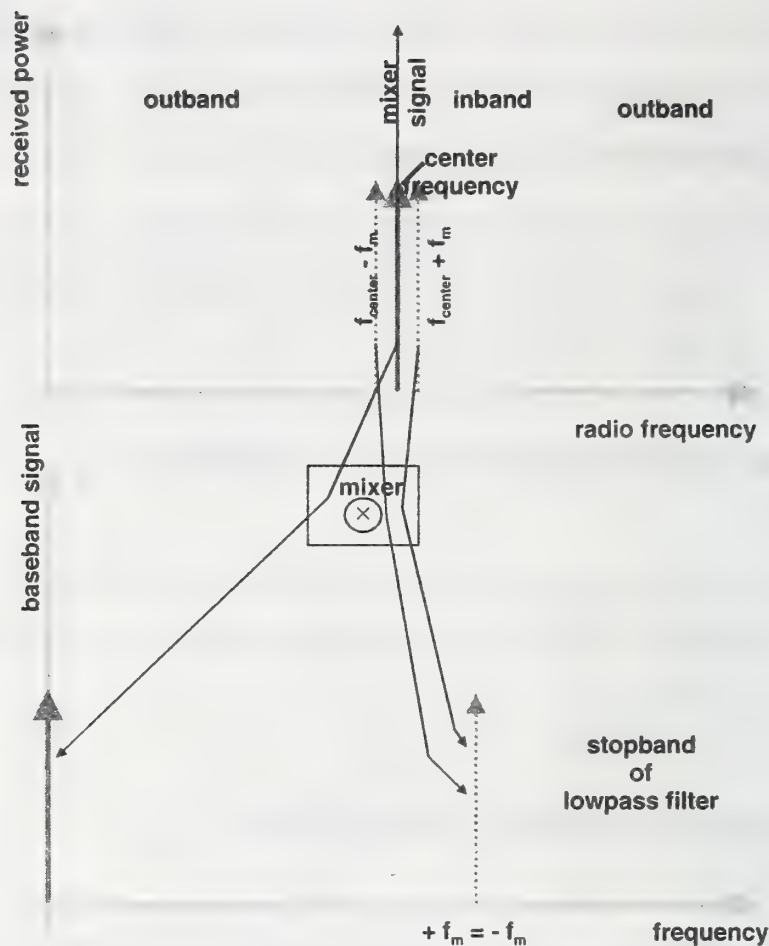 received power
outband
mixer
signal
inband
outband
center
frequency
f_center - f_m
f_center + f_m
radio frequency
baseband signal
mixer
stopband
of
lowpass filter
+ f_m = - f_m
frequency